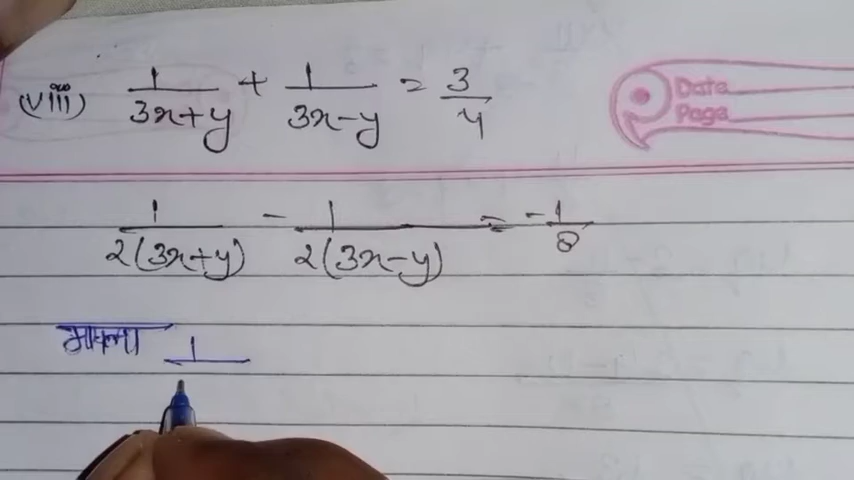 (viii) 1/(3x+y) + 1/(3x-y) = 3/4
Date
Page
1/2(3x+y) - 1/2(3x-y) = -1/8
माना 1